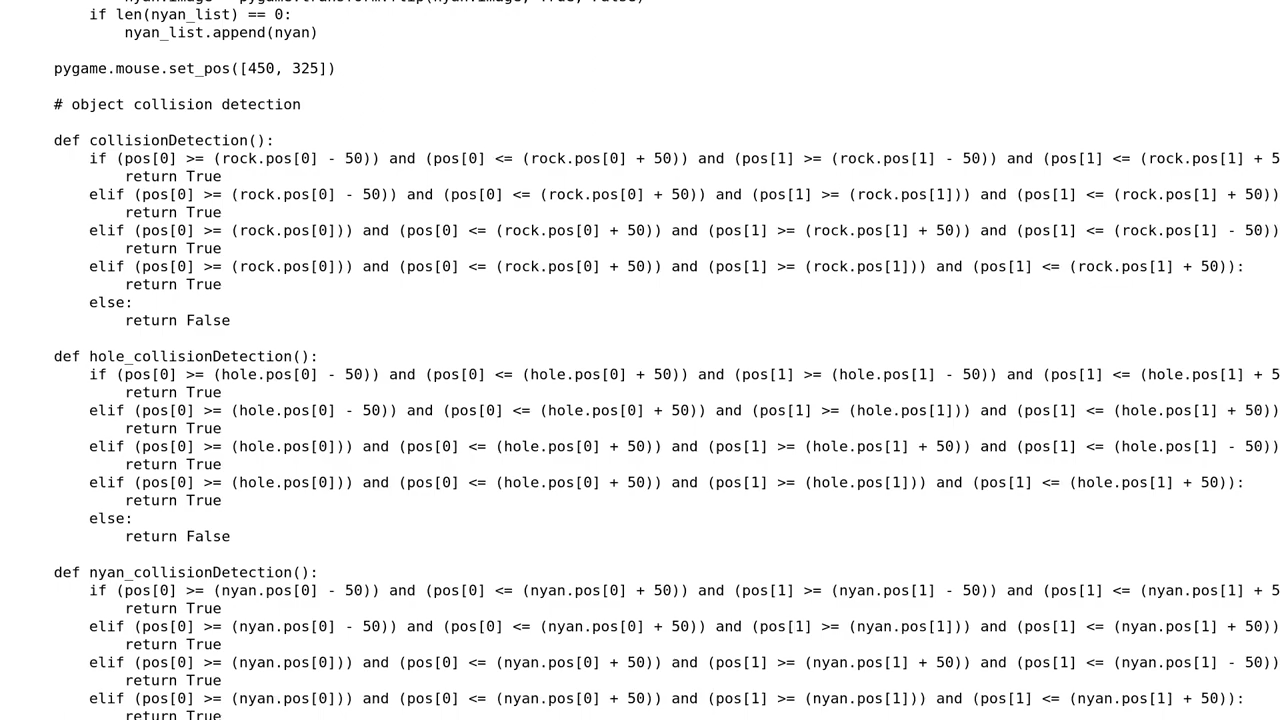 if len(nyan_list) == 0:
nyan_list.append(nyan)
pygame.mouse.set_pos([450, 325])
# object collision detection
def collisionDetection():
if (pos[0] >= (rock.pos[0] - 50)) and (pos[0] <= (rock.pos[0] + 50)) and (pos[1] >= (rock.pos[1] - 50)) and (pos[1] <= (rock.pos[1] + 5
return True
elif (pos[0] >= (rock.pos[0] - 50)) and (pos[0] <= (rock.pos[0] + 50)) and (pos[1] >= (rock.pos[1])) and (pos[1] <= (rock.pos[1] + 50))
return True
elif (pos[0] >= (rock.pos[0])) and (pos[0] <= (rock.pos[0] + 50)) and (pos[1] >= (rock.pos[1] + 50)) and (pos[1] <= (rock.pos[1] - 50))
return True
elif (pos[0] >= (rock.pos[0])) and (pos[0] <= (rock.pos[0] + 50)) and (pos[1] >= (rock.pos[1])) and (pos[1] <= (rock.pos[1] + 50)):
return True
else:
return False
def hole_collisionDetection():
if (pos[0] >= (hole.pos[0] - 50)) and (pos[0] <= (hole.pos[0] + 50)) and (pos[1] >= (hole.pos[1] - 50)) and (pos[1] <= (hole.pos[1] + 5
return True
elif (pos[0] >= (hole.pos[0] - 50)) and (pos[0] <= (hole.pos[0] + 50)) and (pos[1] >= (hole.pos[1])) and (pos[1] <= (hole.pos[1] + 50))
return True
elif (pos[0] >= (hole.pos[0])) and (pos[0] <= (hole.pos[0] + 50)) and (pos[1] >= (hole.pos[1] + 50)) and (pos[1] <= (hole.pos[1] - 50))
return True
elif (pos[0] >= (hole.pos[0])) and (pos[0] <= (hole.pos[0] + 50)) and (pos[1] >= (hole.pos[1])) and (pos[1] <= (hole.pos[1] + 50)):
return True
else:
return False
def nyan_collisionDetection():
if (pos[0] >= (nyan.pos[0] - 50)) and (pos[0] <= (nyan.pos[0] + 50)) and (pos[1] >= (nyan.pos[1] - 50)) and (pos[1] <= (nyan.pos[1] + 5
return True
elif (pos[0] >= (nyan.pos[0] - 50)) and (pos[0] <= (nyan.pos[0] + 50)) and (pos[1] >= (nyan.pos[1])) and (pos[1] <= (nyan.pos[1] + 50))
return True
elif (pos[0] >= (nyan.pos[0])) and (pos[0] <= (nyan.pos[0] + 50)) and (pos[1] >= (nyan.pos[1] + 50)) and (pos[1] <= (nyan.pos[1] - 50))
return True
elif (pos[0] >= (nyan.pos[0])) and (pos[0] <= (nyan.pos[0] + 50)) and (pos[1] >= (nyan.pos[1])) and (pos[1] <= (nyan.pos[1] + 50)):
return True